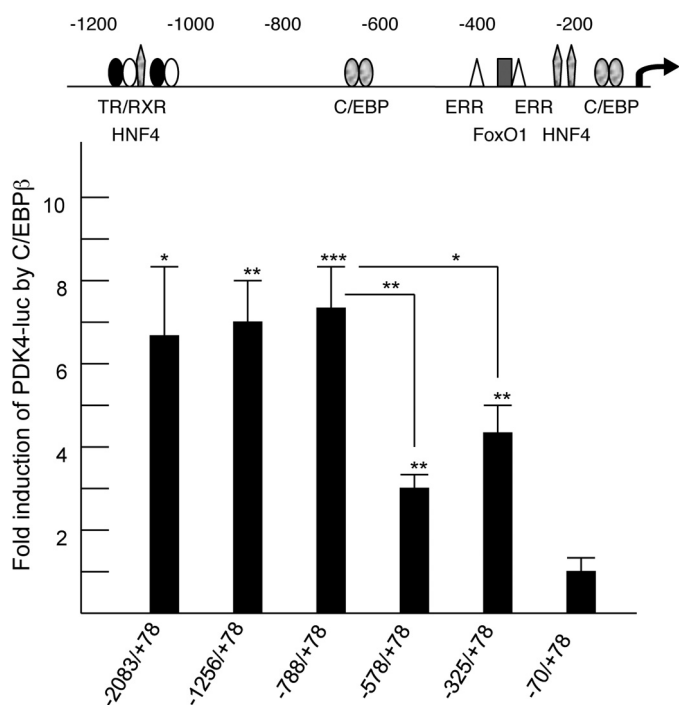 -1200 -1000 -800 -600 -400 -200
TR/RXR C/EBP ERR ERR C/EBP
HNF4 FoxO1 HNF4
Fold induction of PDK4-luc by C/EBPβ
10
8
6
4
2
* ** *** * **
** **
-2083/+78 -1256/+78 -788/+78 -578/+78 -325/+78 -70/+78